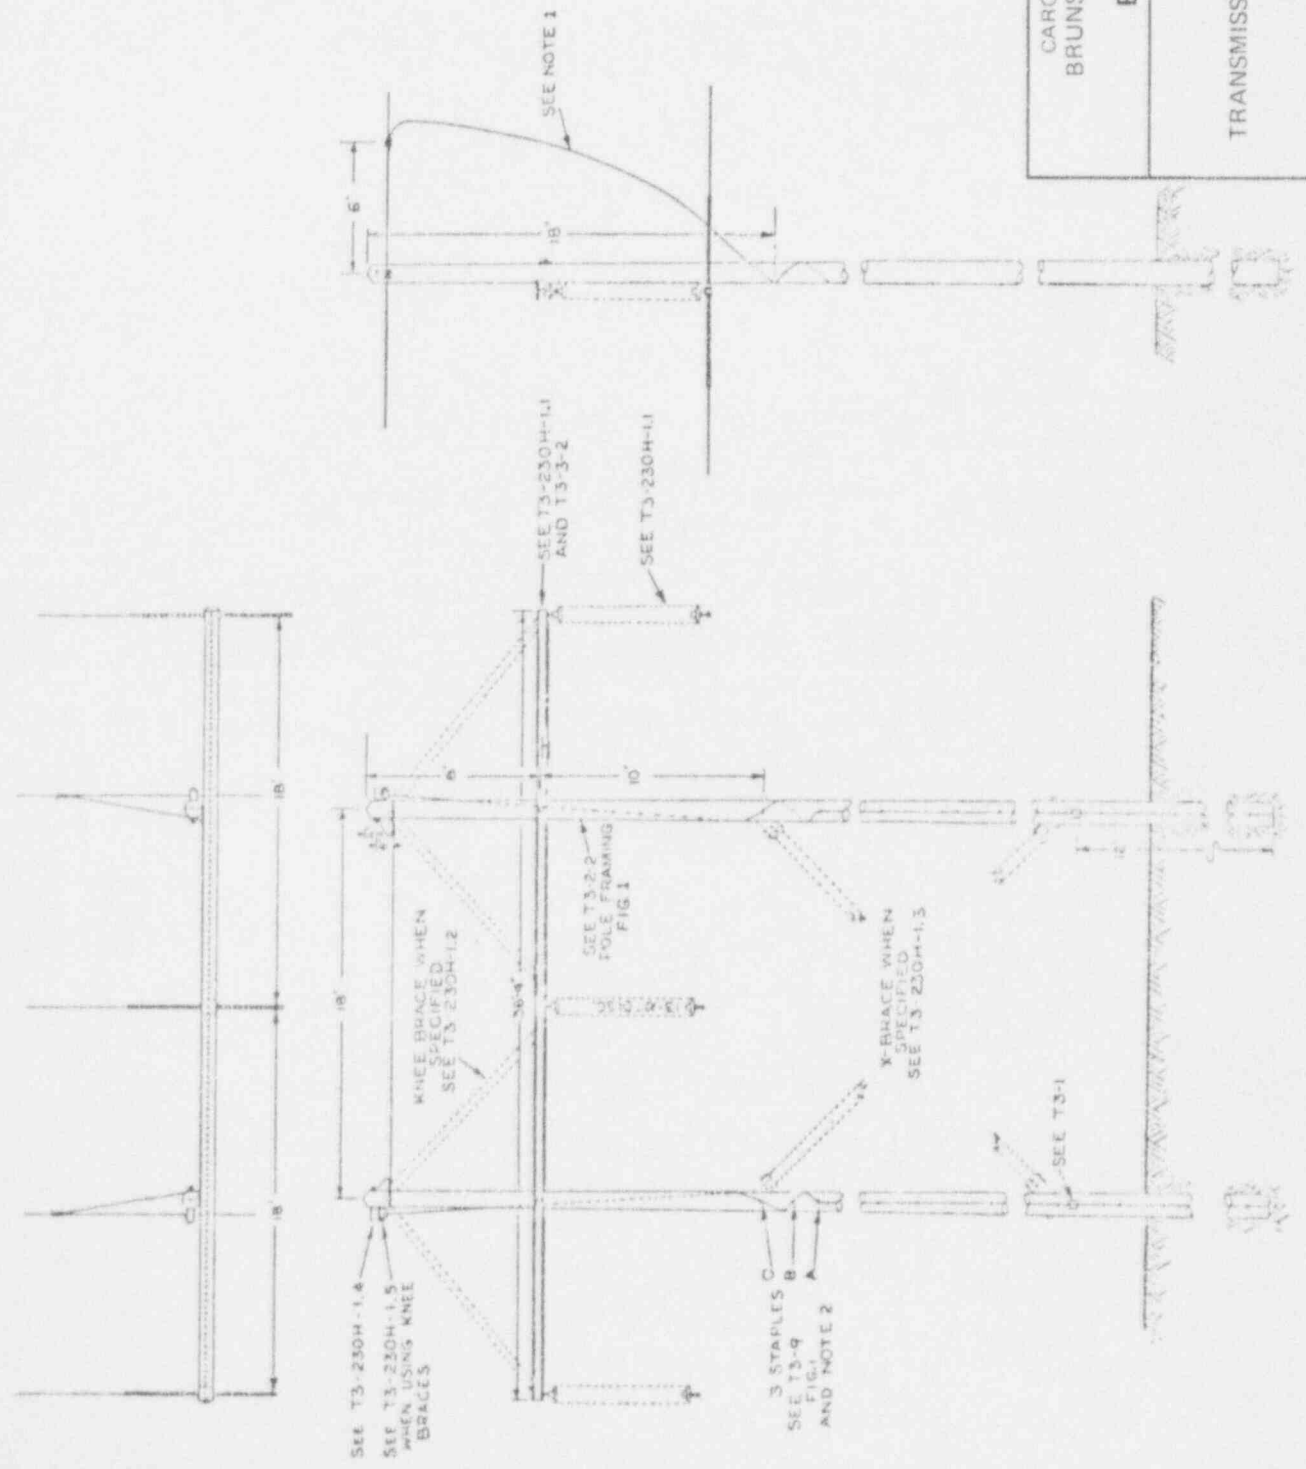 CARO
BRUNS
E
TRANSMISS
SEE NOTE 1
6'
18'
18'
18'
SEE T3-230H-1.1
AND T3-3-2
SEE T3-230H-1.1
8'
10'
18'
KNEE BRACE WHEN
SPECIFIED
SEE T3-230H-1.2
SEE T3-2-2
POLE FRAMING
FIG.1
36'-4"
X-BRACE WHEN
SPECIFIED
SEE T3-230H-1.3
SEE T3-230H-1.4
SEE T3-230H-1.5
WHEN USING KNEE
BRACES
3 STAPLES
SEE T3-9
FIG.1
AND NOTE 2
C
B
A
SEE T3-1
12'